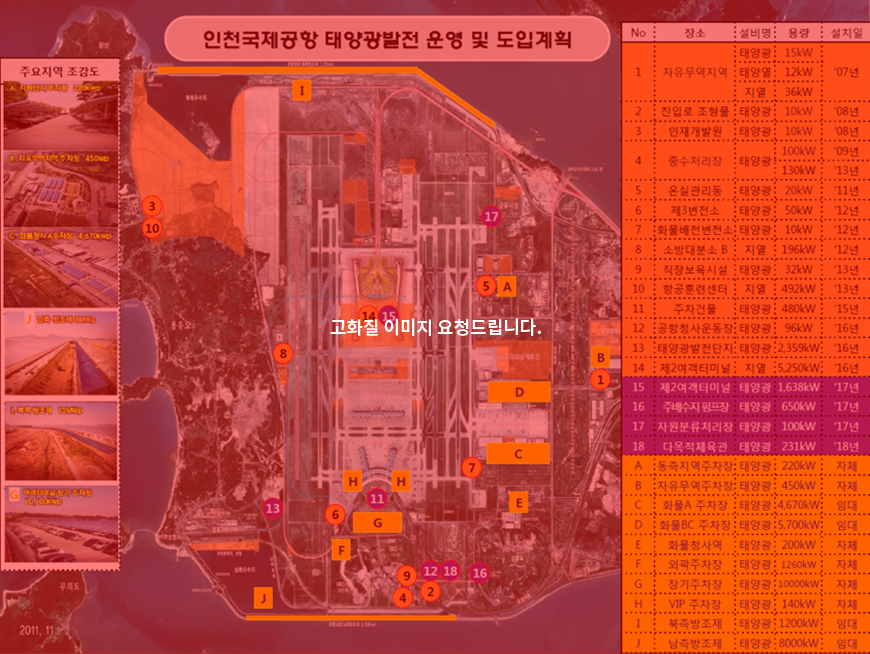 인천국제공항 태양광발전 운영 및 도입계획
주요지역 조감도
B. 자유무역지역주차장 450Wp
C. 화물청사 A주차장 4,670kWp
J 남측 방조제 8MWp
I. 북측 방조제 12MWp
G 여객터미널 장기 주차장
I
3
10
17
5 A
14 15
고화질 이미지 요청드립니다.
8
B
1
D
C
7
H H
11
13
6
G
E
F
9 12 18 16
4 2
J
2011, 11
No 장소 설비명 용량 설치일
1 자유무역지역 태양광 15kW '07년
태양열 12kW
지열 36kW
2 진입로 조형물 태양광 10kW '08년
3 인재개발원 태양광 10kW '08년
4 중수처리장 태양광 100kW '09년
130kW '13년
5 온실관리동 태양광 20kW '11년
6 제3변전소 태양광 50kW '12년
7 화물배전변전소 태양광 10kW '12년
8 소방대분소 B 지열 196kW '12년
9 직장보육시설 태양광 32kW '13년
10 항공훈련센터 지열 492kW '13년
11 주차건물 태양광 480kW '15년
12 공항청사운동장 태양광 96kW '16년
13 태양광발전단지 태양광 2,359kW '16년
14 제2여객터미널 지열 5,250kW '16년
15 제2여객터미널 태양광 1,638kW '17년
16 주배수지 펌프장 태양광 650kW '17년
17 자원분류처리장 태양광 100kW '17년
18 다목적체육관 태양광 231kW '18년
A 동측지역주차장 태양광 220kW 자체
B 자유무역주차장 태양광 450kW 자체
C 화물A 주차장 태양광 4,670kW 임대
D 화물BC 주차장 태양광 5,700kW 임대
E 화물청사역 태양광 200kW 자체
F 외곽주차장 태양광 1260kW 자체
G 장기주차장 태양광 10000kW 자체
H VIP 주차장 태양광 140kW 자체
I 북측방조제 태양광 1200kW 임대
J 남측방조제 태양광 8000kW 임대